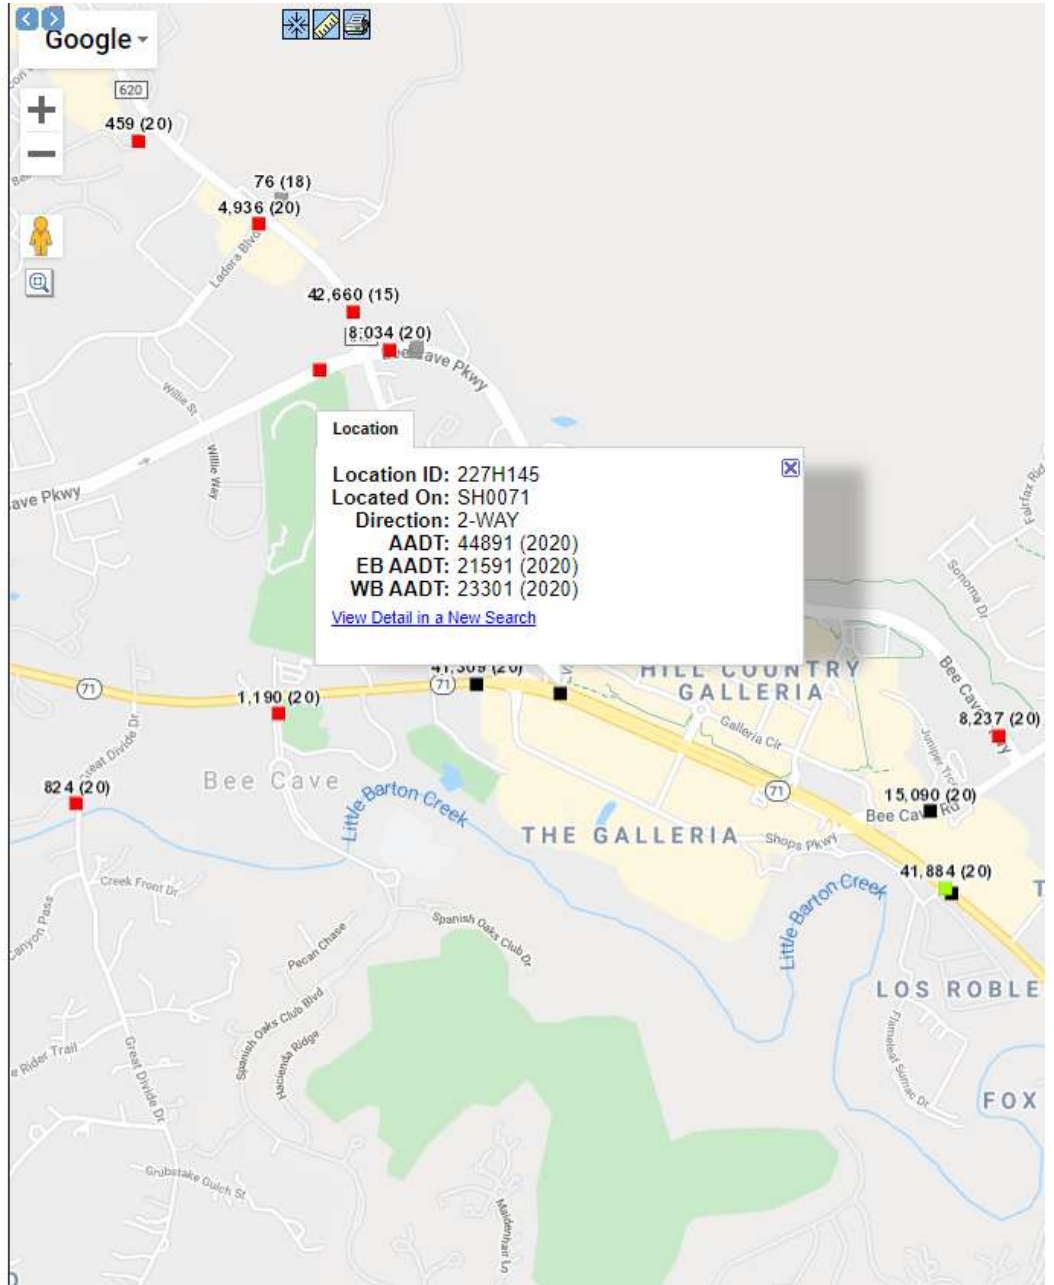 Google
620
459 (20)
76 (18)
4,936 (20)
Ladera Blvd
42,660 (15)
8,034 (20)
Bee Cave Pkwy
Willie St
Willie Way
ave Pkwy
Location
Location ID: 227H145
Located On: SH0071
Direction: 2-WAY
AADT: 44891 (2020)
EB AADT: 21591 (2020)
WB AADT: 23301 (2020)
View Detail in a New Search
Fairfax Rid
Sonoma Dr
41,309 (20)
71
71
HILL COUNTRY
GALLERIA
1,190 (20)
Great Divide Dr
Galleria Cir
8,237 (20)
Bee Cave
824 (20)
Little Barton Creek
71
15,090 (20)
Bee Cave Rd
THE GALLERIA
Shops Pkwy
41,884 (20)
Creek Front Dr
Canyon Pass
Little Barton Creek
Spanish Oaks Club Dr
Pecan Chase
LOS ROBLE
Spanish Oaks Club Blvd
Hacienda Ridge
e Rider Trail
Great Divide Dr
Flameleaf Sumac Dr
FOX
Grubstake Gulch St
Maidenhair Ln